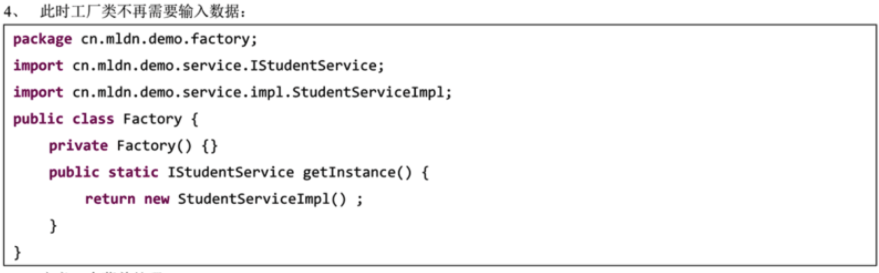 4、 此时工厂类不再需要输入数据：
package cn.mldn.demo.factory;
import cn.mldn.demo.service.IStudentService;
import cn.mldn.demo.service.impl.StudentServiceImpl;
public class Factory {
    private Factory() {}
    public static IStudentService getInstance() {
        return new StudentServiceImpl() ;
    }
}